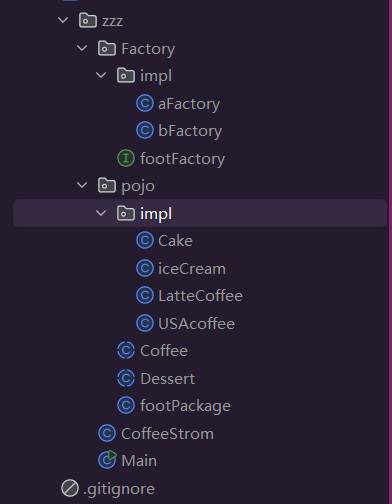 zzz
Factory
impl
C aFactory
C bFactory
I footFactory
pojo
impl
C Cake
C iceCream
C LatteCoffee
C USAcoffee
C Coffee
C Dessert
C footPackage
C CoffeeStrom
C Main
.gitignore